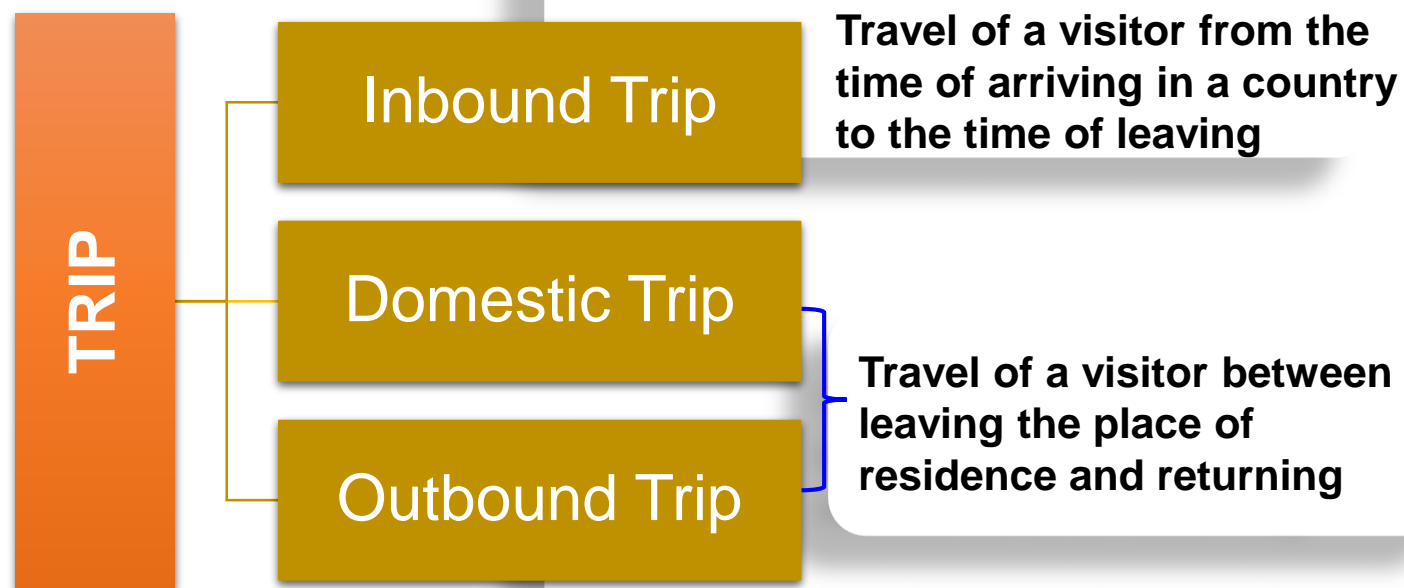 TRIP
Inbound Trip
Travel of a visitor from the
time of arriving in a country
to the time of leaving
Domestic Trip
Outbound Trip
Travel of a visitor between
leaving the place of
residence and returning